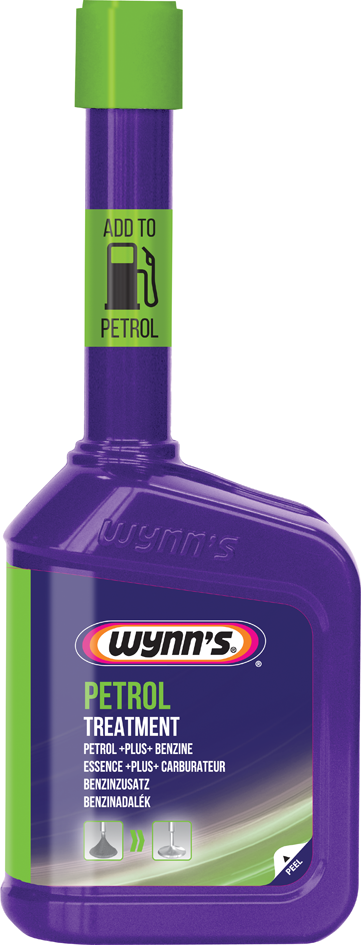 ADD TO
PETROL
wynn's
WYNN'S®
®
PETROL
TREATMENT
PETROL +PLUS+ BENZINE
ESSENCE +PLUS+ CARBURATEUR
BENZINZUSATZ
BENZINADALÉK
PEEL